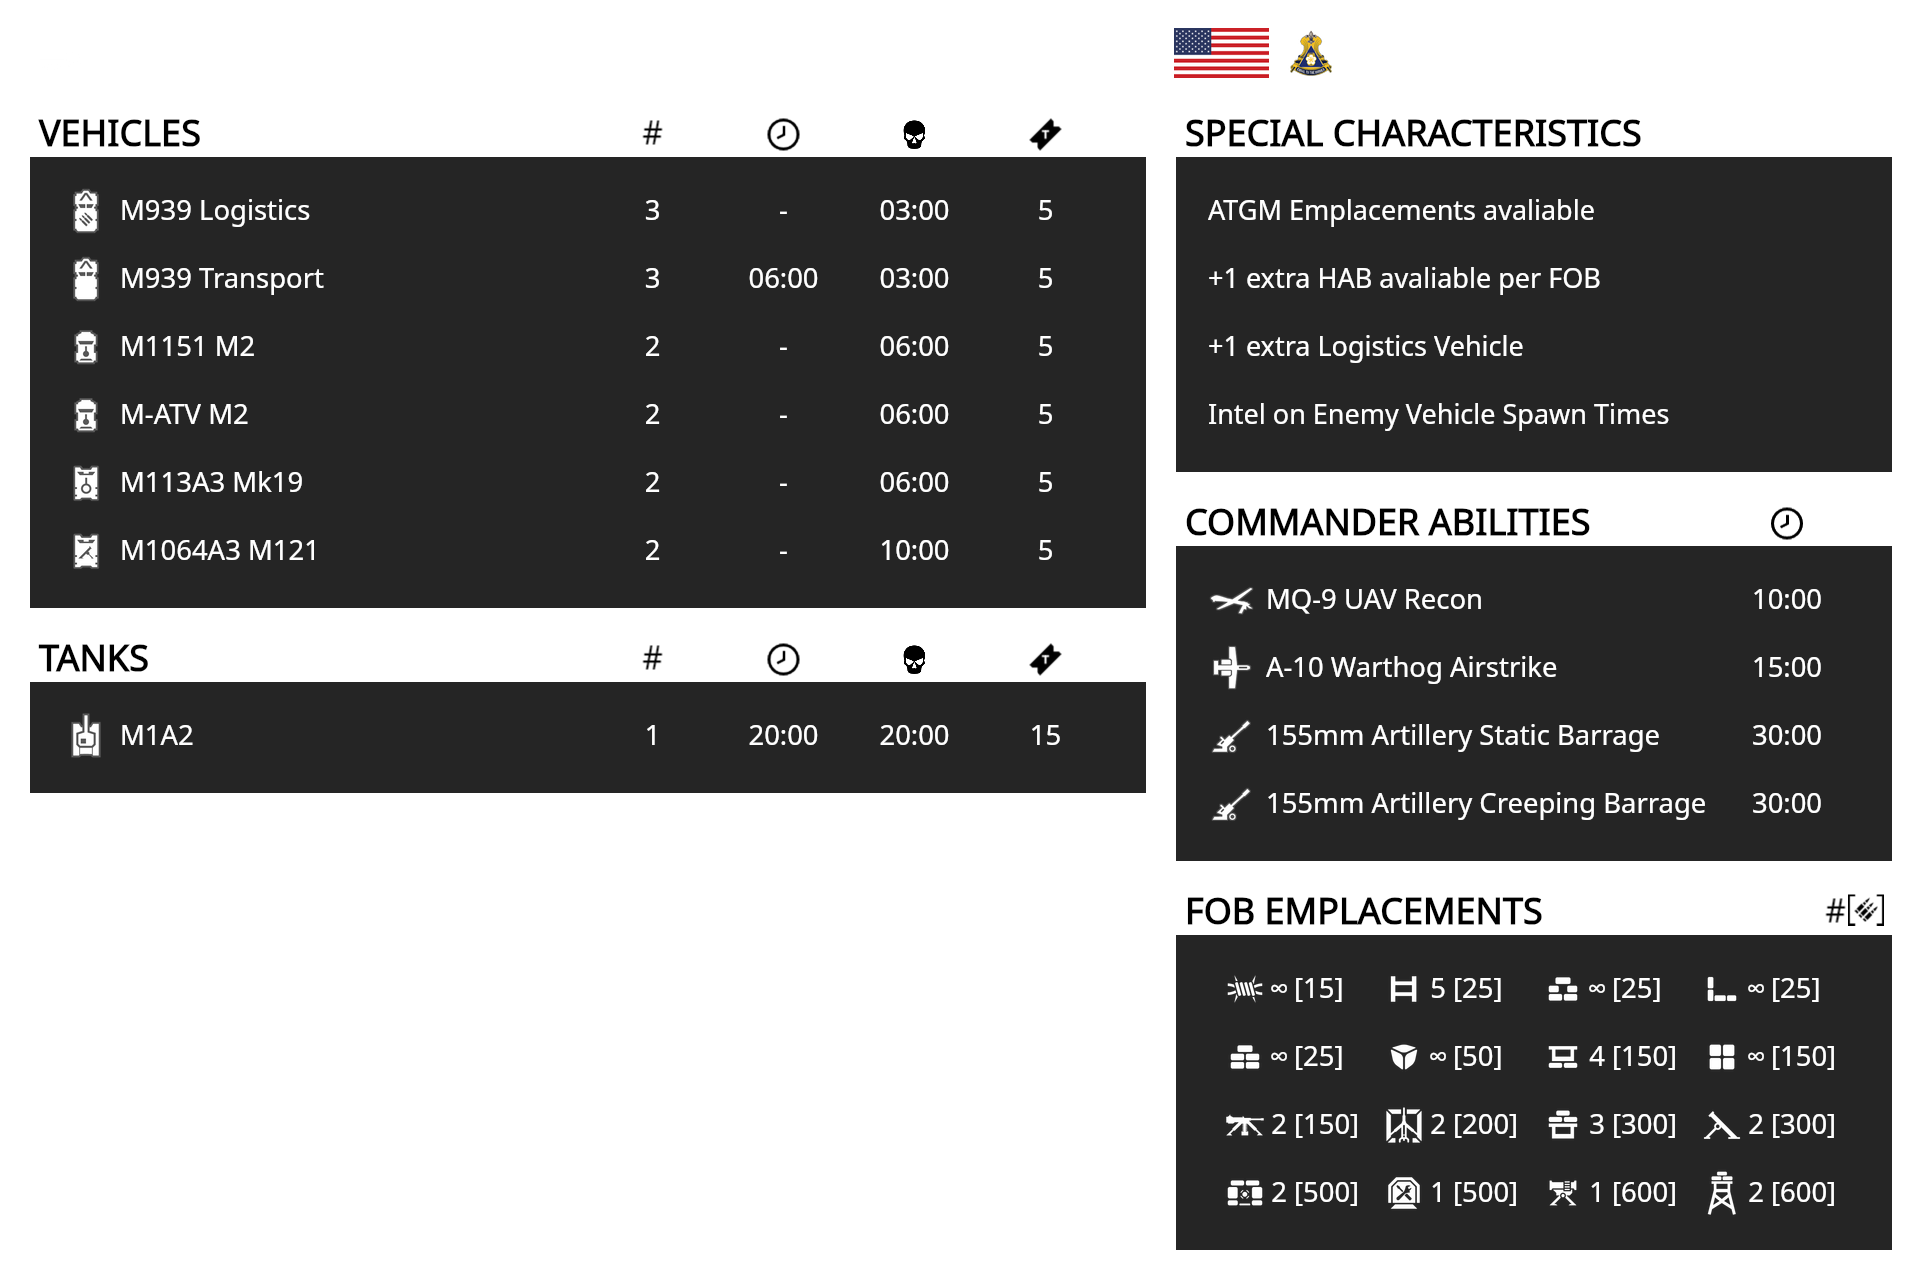 VEHICLES #
M939 Logistics 3 - 03:00 5
M939 Transport 3 06:00 03:00 5
M1151 M2 2 - 06:00 5
M-ATV M2 2 - 06:00 5
M113A3 Mk19 2 - 06:00 5
M1064A3 M121 2 - 10:00 5
TANKS #
M1A2 1 20:00 20:00 15
SPECIAL CHARACTERISTICS
ATGM Emplacements avaliable
+1 extra HAB avaliable per FOB
+1 extra Logistics Vehicle
Intel on Enemy Vehicle Spawn Times
COMMANDER ABILITIES
MQ-9 UAV Recon 10:00
A-10 Warthog Airstrike 15:00
155mm Artillery Static Barrage 30:00
155mm Artillery Creeping Barrage 30:00
FOB EMPLACEMENTS #[]
∞ [15] 5 [25] ∞ [25] ∞ [25]
∞ [25] ∞ [50] 4 [150] ∞ [150]
2 [150] 2 [200] 3 [300] 2 [300]
2 [500] 1 [500] 1 [600] 2 [600]